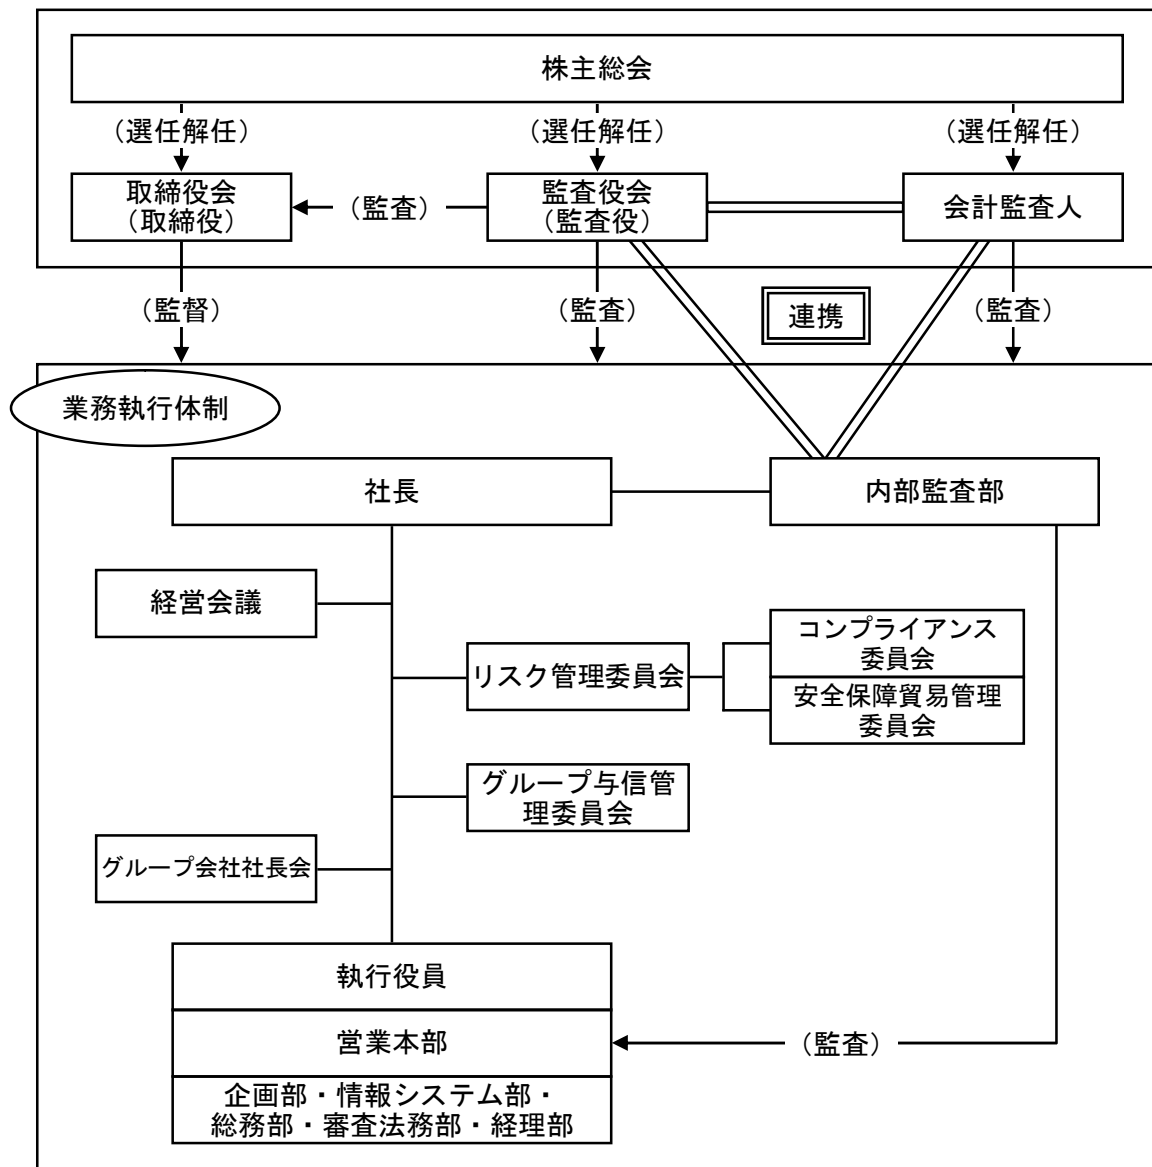 株主総会
（選任解任）
（選任解任）
（選任解任）
取締役会
（取締役）
（監査）
監査役会
（監査役）
会計監査人
（監督）
（監査）
連携
（監査）
業務執行体制
社長
内部監査部
経営会議
コンプライアンス
委員会
リスク管理委員会
安全保障貿易管理
委員会
グループ与信管
理委員会
グループ会社社長会
執行役員
営業本部
（監査）
企画部・情報システム部・
総務部・審査法務部・経理部